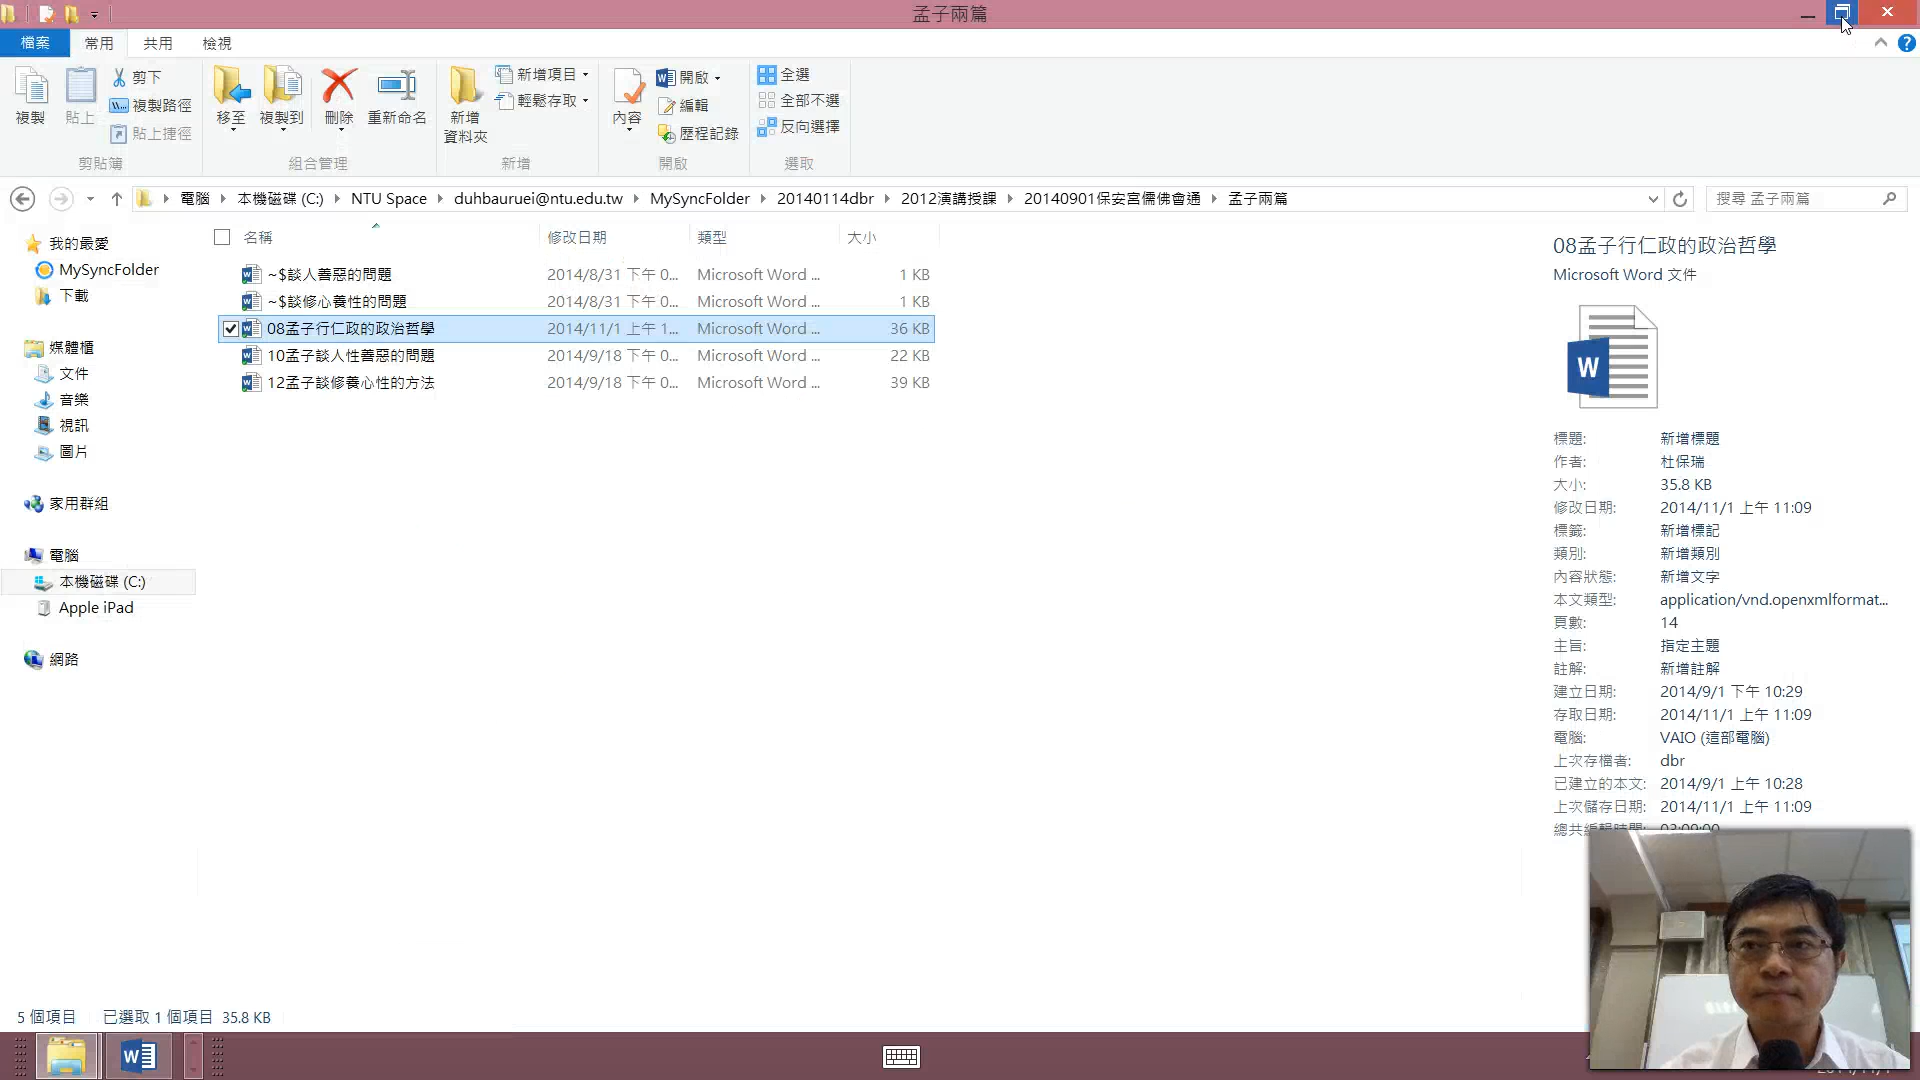 孟子兩篇
檔案 常用 共用 檢視
複製
貼上
剪下
複製路徑
貼上捷徑
剪貼簿
移至
複製到
刪除
重新命名
組合管理
新增
資料夾
新增項目
輕鬆存取
新增
內容
開啟
編輯
歷程記錄
開啟
全選
全部不選
反向選擇
選取
電腦 本機磁碟 (C:) NTU Space duhbauruei@ntu.edu.tw MySyncFolder 20140114dbr 2012演講授課 20140901保安宮儒佛會通 孟子兩篇
搜尋 孟子兩篇
我的最愛
MySyncFolder
下載
媒體櫃
文件
音樂
視訊
圖片
家用群組
電腦
本機磁碟 (C:)
Apple iPad
網路
名稱 修改日期 類型 大小
~$談人善惡的問題 2014/8/31 下午 0... Microsoft Word ... 1 KB
~$談修心養性的問題 2014/8/31 下午 0... Microsoft Word ... 1 KB
08孟子行仁政的政治哲學 2014/11/1 上午 1... Microsoft Word ... 36 KB
10孟子談人性善惡的問題 2014/9/18 下午 0... Microsoft Word ... 22 KB
12孟子談修養心性的方法 2014/9/18 下午 0... Microsoft Word ... 39 KB
08孟子行仁政的政治哲學
Microsoft Word 文件
標題: 新增標題
作者: 杜保瑞
大小: 35.8 KB
修改日期: 2014/11/1 上午 11:09
標籤: 新增標記
類別: 新增類別
內容狀態: 新增文字
本文類型: application/vnd.openxmlformat...
頁數: 14
主旨: 指定主題
註解: 新增註解
建立日期: 2014/9/1 下午 10:29
存取日期: 2014/11/1 上午 11:09
電腦: VAIO (這部電腦)
上次存檔者: dbr
已建立的本文: 2014/9/1 上午 10:28
上次儲存日期: 2014/11/1 上午 11:09
總共編輯時間: 03:09:00
5 個項目 已選取 1 個項目 35.8 KB